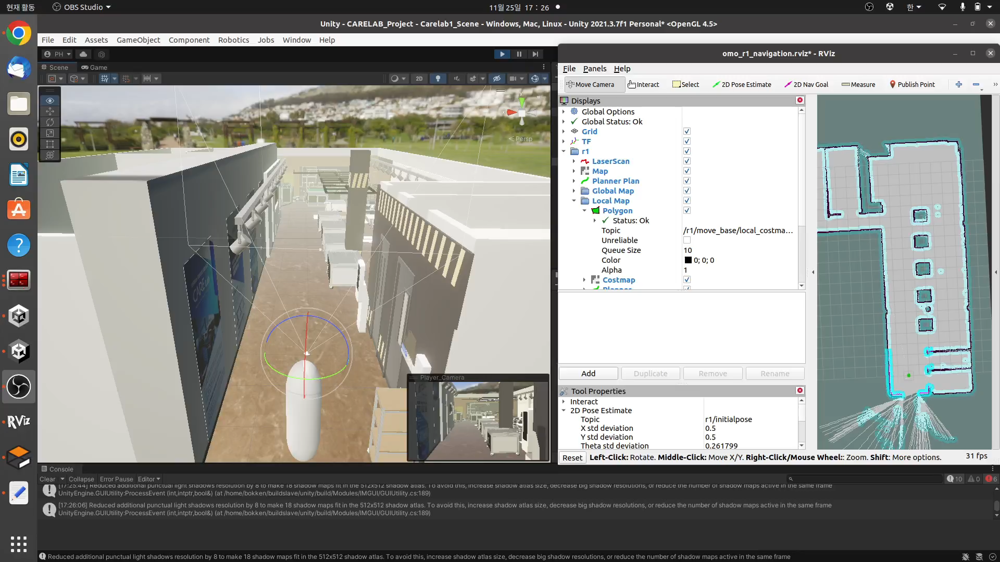 현재 활동
OBS Studio
11월 25일 17 : 26
한
Unity - CARELAB_Project - Carelab1_Scene - Windows, Mac, Linux - Unity 2021.3.7f1 Personal* <OpenGL 4.5>
File Edit Assets GameObject Component Robotics Jobs Window Help
PH
Scene Game
2D
Persp
y
CARE Lab
Player_Camera
omo_r1_navigation.rviz* - RViz
File Panels Help
Move Camera Interact Select 2D Pose Estimate 2D Nav Goal Measure Publish Point
Displays
Global Options
Global Status: Ok
Grid
TF
r1
LaserScan
Map
Planner Plan
Global Map
Local Map
Polygon
Status: Ok
Topic /r1/move_base/local_costma...
Unreliable
Queue Size 10
Color 0; 0; 0
Alpha 1
Costmap
Planner
Add Duplicate Remove Rename
Tool Properties
Interact
2D Pose Estimate
Topic r1/initialpose
X std deviation 0.5
Y std deviation 0.5
Theta std deviation 0.261799
Reset Left-Click: Rotate. Middle-Click: Move X/Y. Right-Click/Mouse Wheel:: Zoom. Shift: More options. 31 fps
RViz
Console
Clear Collapse Error Pause Editor 10 0 6
[17:25:44] Reduced additional punctual light shadows resolution by 8 to make 18 shadow maps fit in the 512x512 shadow atlas. To avoid this, increase shadow atlas size, decrease big shadow resolutions, or reduce the number of shadow maps active in the same frame
UnityEngine.GUIUtility:ProcessEvent (int,intptr,bool&) (at /home/bokken/buildslave/unity/build/Modules/IMGUI/GUIUtility.cs:189)
[17:26:06] Reduced additional punctual light shadows resolution by 8 to make 18 shadow maps fit in the 512x512 shadow atlas. To avoid this, increase shadow atlas size, decrease big shadow resolutions, or reduce the number of shadow maps active in the same frame
UnityEngine.GUIUtility:ProcessEvent (int,intptr,bool&) (at /home/bokken/buildslave/unity/build/Modules/IMGUI/GUIUtility.cs:189)
Reduced additional punctual light shadows resolution by 8 to make 18 shadow maps fit in the 512x512 shadow atlas. To avoid this, increase shadow atlas size, decrease big shadow resolutions, or reduce the number of shadow maps active in the same frame